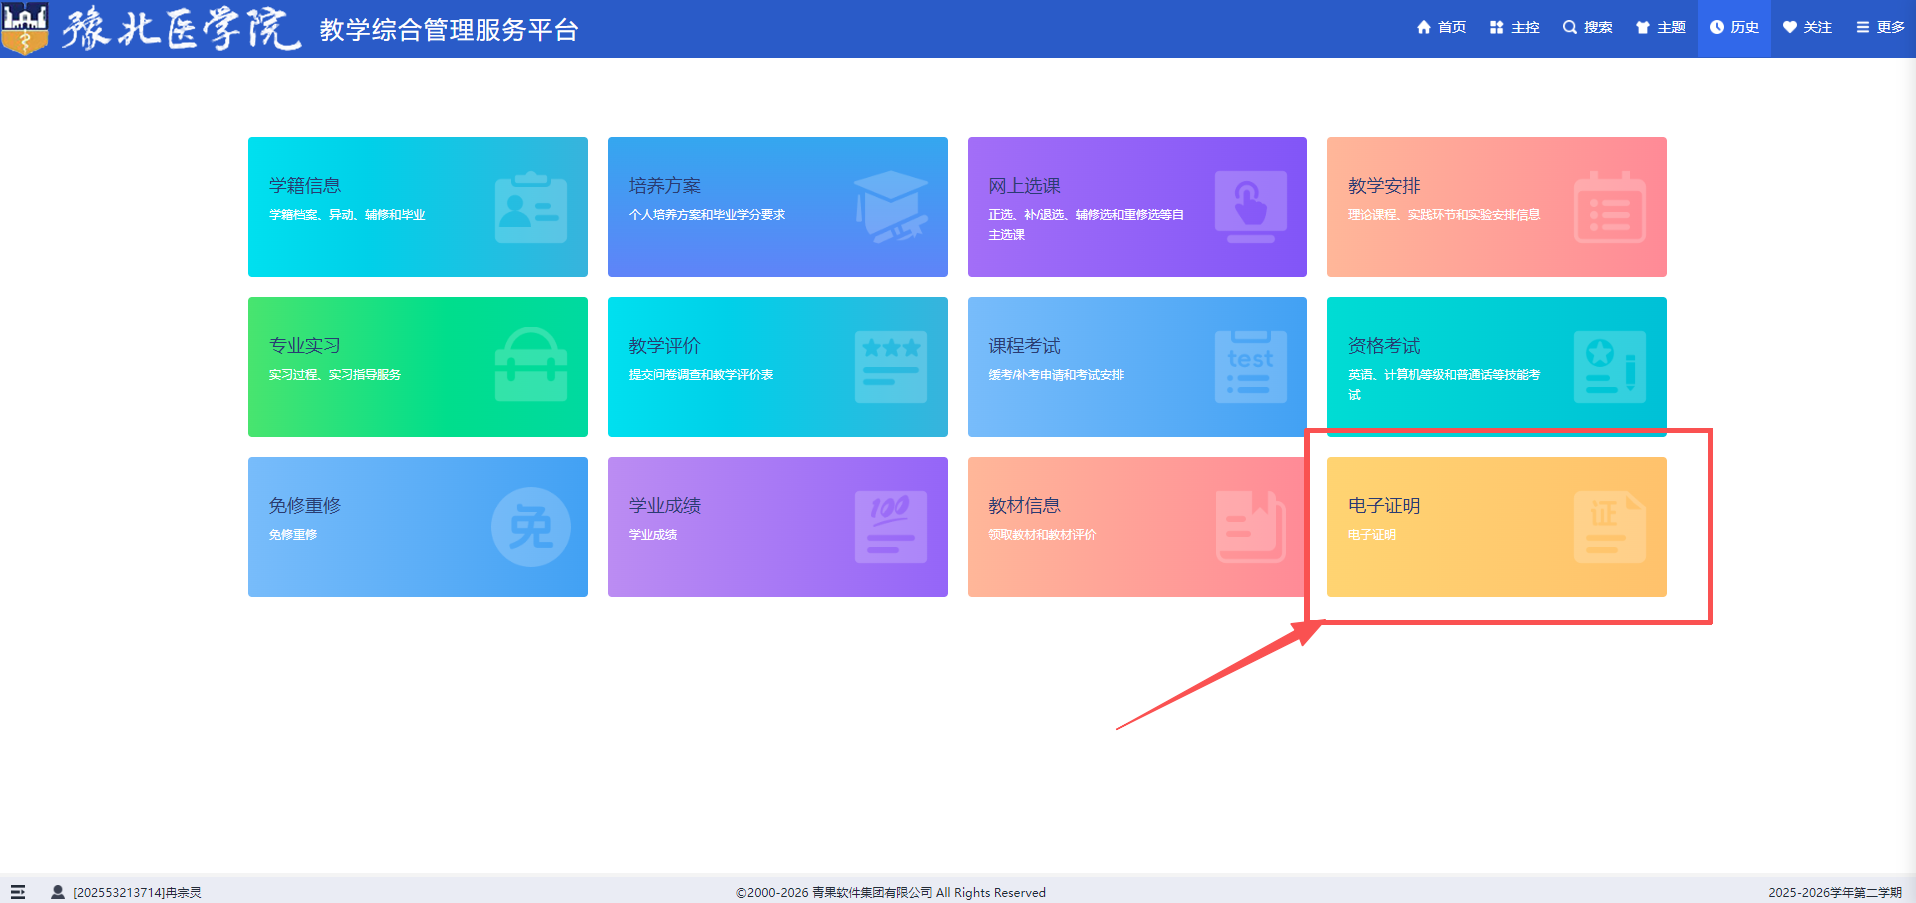 豫北医学院 教学综合管理服务平台
首页 主控 搜索 主题 历史 关注 更多
学籍信息
学籍档案、异动、辅修和毕业
培养方案
个人培养方案和毕业学分要求
网上选课
正选、补/退选、辅修选和重修选等自
主选课
教学安排
理论课程、实践环节和实验安排信息
专业实习
实习过程、实习指导服务
教学评价
提交问卷调查和教学评价表
课程考试
缓考/补考申请和考试安排
test
资格考试
英语、计算机等级和普通话等技能考
试
免修重修
免修重修
免
学业成绩
学业成绩
100
教材信息
领取教材和教材评价
电子证明
电子证明
证
[202553213714]冉宗灵
©2000-2026 青果软件集团有限公司 All Rights Reserved
2025-2026学年第二学期